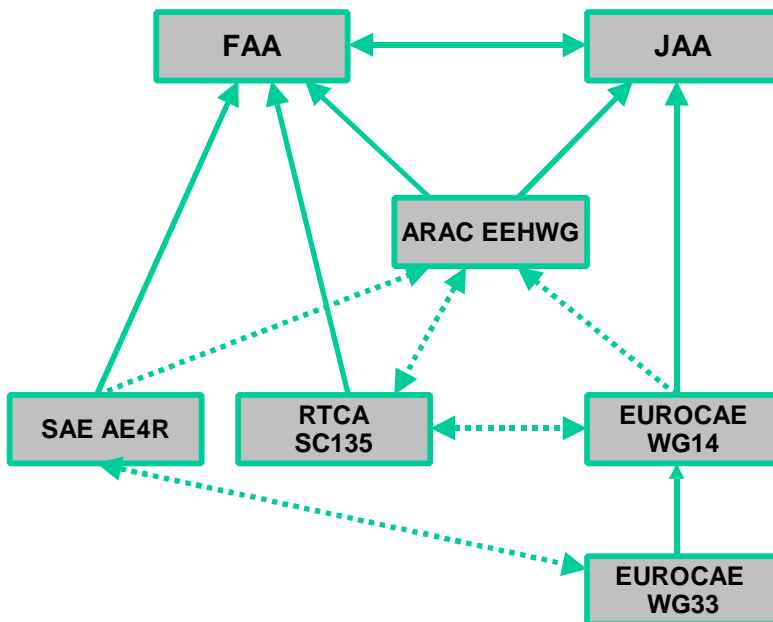 FAA
JAA
ARAC EEHWG
SAE AE4R
RTCA
SC135
EUROCAE
WG14
EUROCAE
WG33